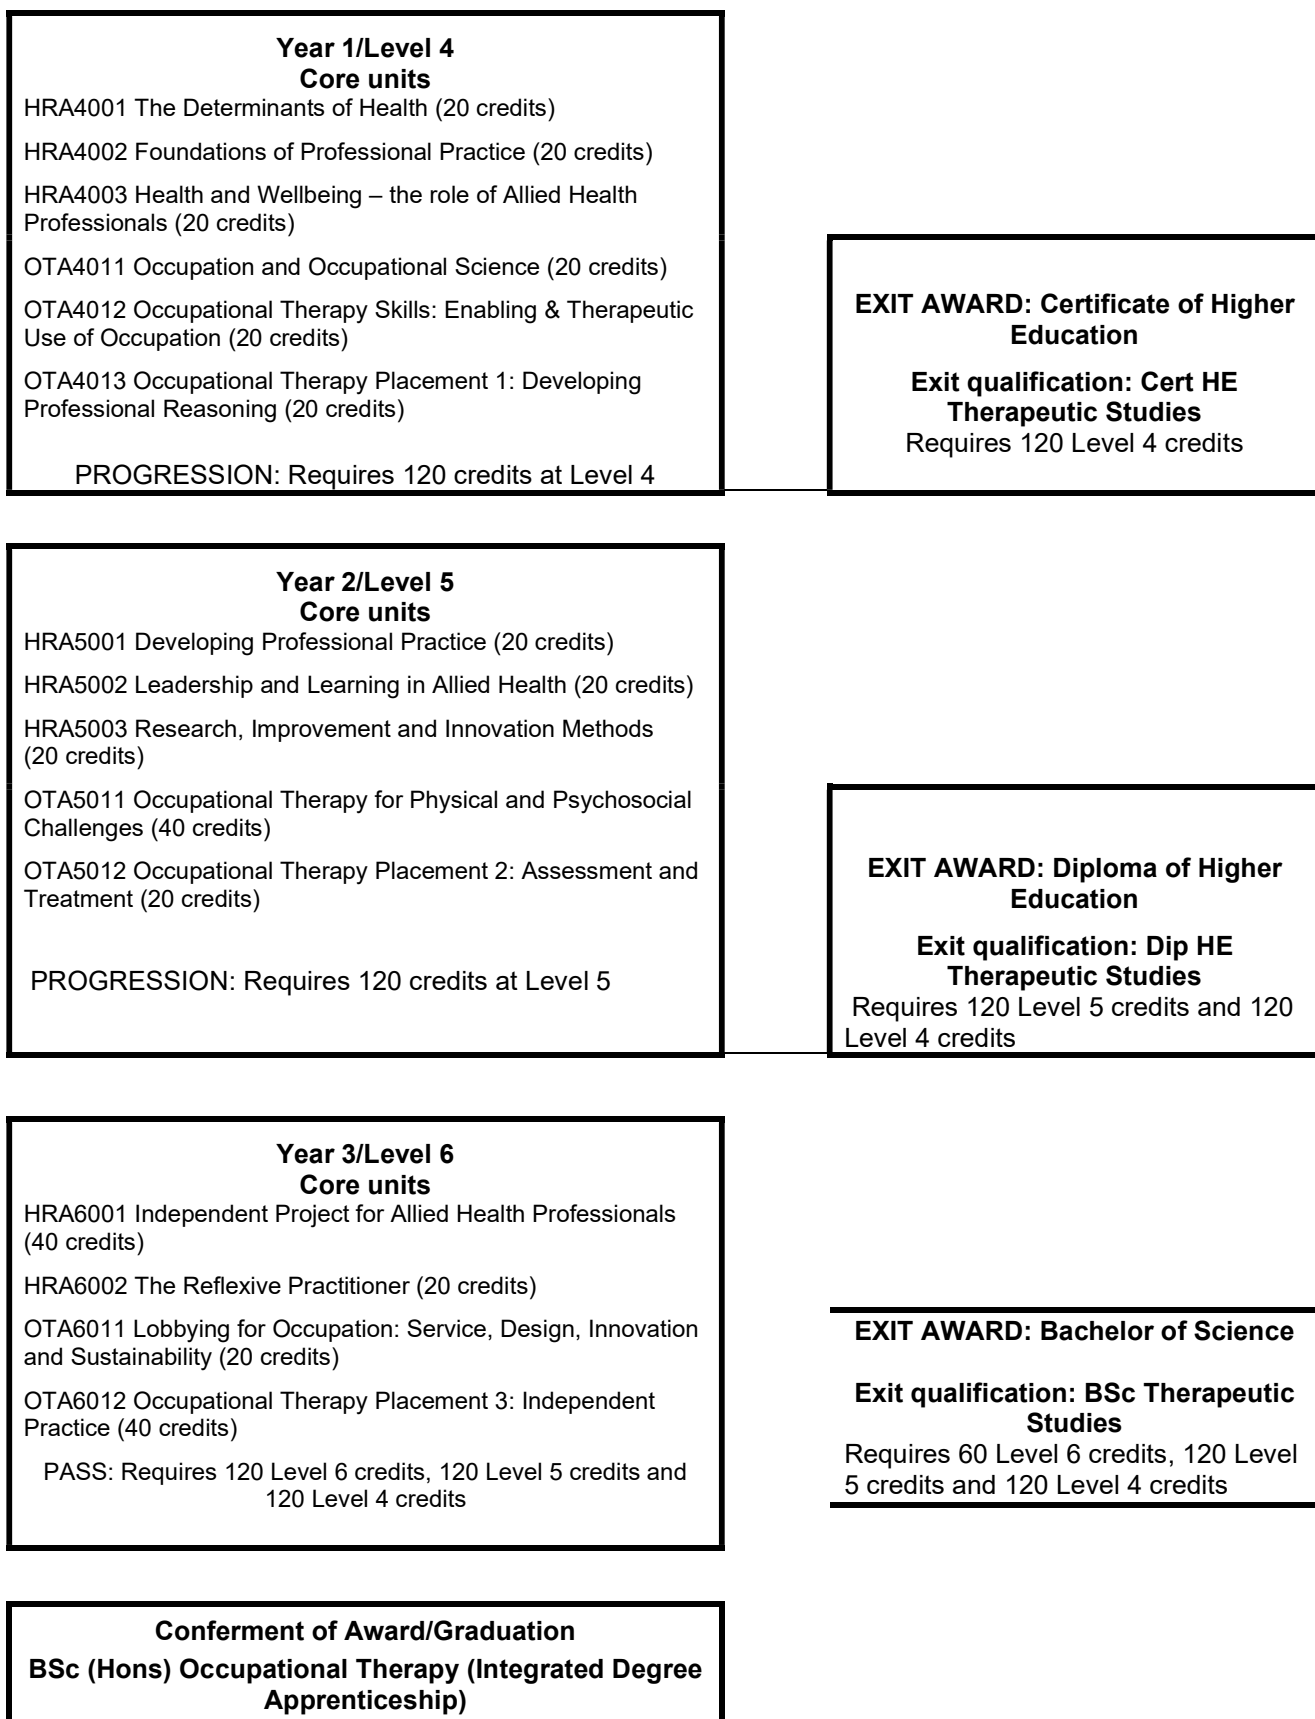 Year 1/Level 4
Core units
HRA4001 The Determinants of Health (20 credits)
HRA4002 Foundations of Professional Practice (20 credits)
HRA4003 Health and Wellbeing – the role of Allied Health
Professionals (20 credits)
OTA4011 Occupation and Occupational Science (20 credits)
OTA4012 Occupational Therapy Skills: Enabling & Therapeutic
Use of Occupation (20 credits)
OTA4013 Occupational Therapy Placement 1: Developing
Professional Reasoning (20 credits)
PROGRESSION: Requires 120 credits at Level 4
EXIT AWARD: Certificate of Higher
Education
Exit qualification: Cert HE
Therapeutic Studies
Requires 120 Level 4 credits
Year 2/Level 5
Core units
HRA5001 Developing Professional Practice (20 credits)
HRA5002 Leadership and Learning in Allied Health (20 credits)
HRA5003 Research, Improvement and Innovation Methods
(20 credits)
OTA5011 Occupational Therapy for Physical and Psychosocial
Challenges (40 credits)
OTA5012 Occupational Therapy Placement 2: Assessment and
Treatment (20 credits)
PROGRESSION: Requires 120 credits at Level 5
EXIT AWARD: Diploma of Higher
Education
Exit qualification: Dip HE
Therapeutic Studies
Requires 120 Level 5 credits and 120
Level 4 credits
Year 3/Level 6
Core units
HRA6001 Independent Project for Allied Health Professionals
(40 credits)
HRA6002 The Reflexive Practitioner (20 credits)
OTA6011 Lobbying for Occupation: Service, Design, Innovation
and Sustainability (20 credits)
OTA6012 Occupational Therapy Placement 3: Independent
Practice (40 credits)
PASS: Requires 120 Level 6 credits, 120 Level 5 credits and
120 Level 4 credits
EXIT AWARD: Bachelor of Science
Exit qualification: BSc Therapeutic
Studies
Requires 60 Level 6 credits, 120 Level
5 credits and 120 Level 4 credits
Conferment of Award/Graduation
BSc (Hons) Occupational Therapy (Integrated Degree
Apprenticeship)